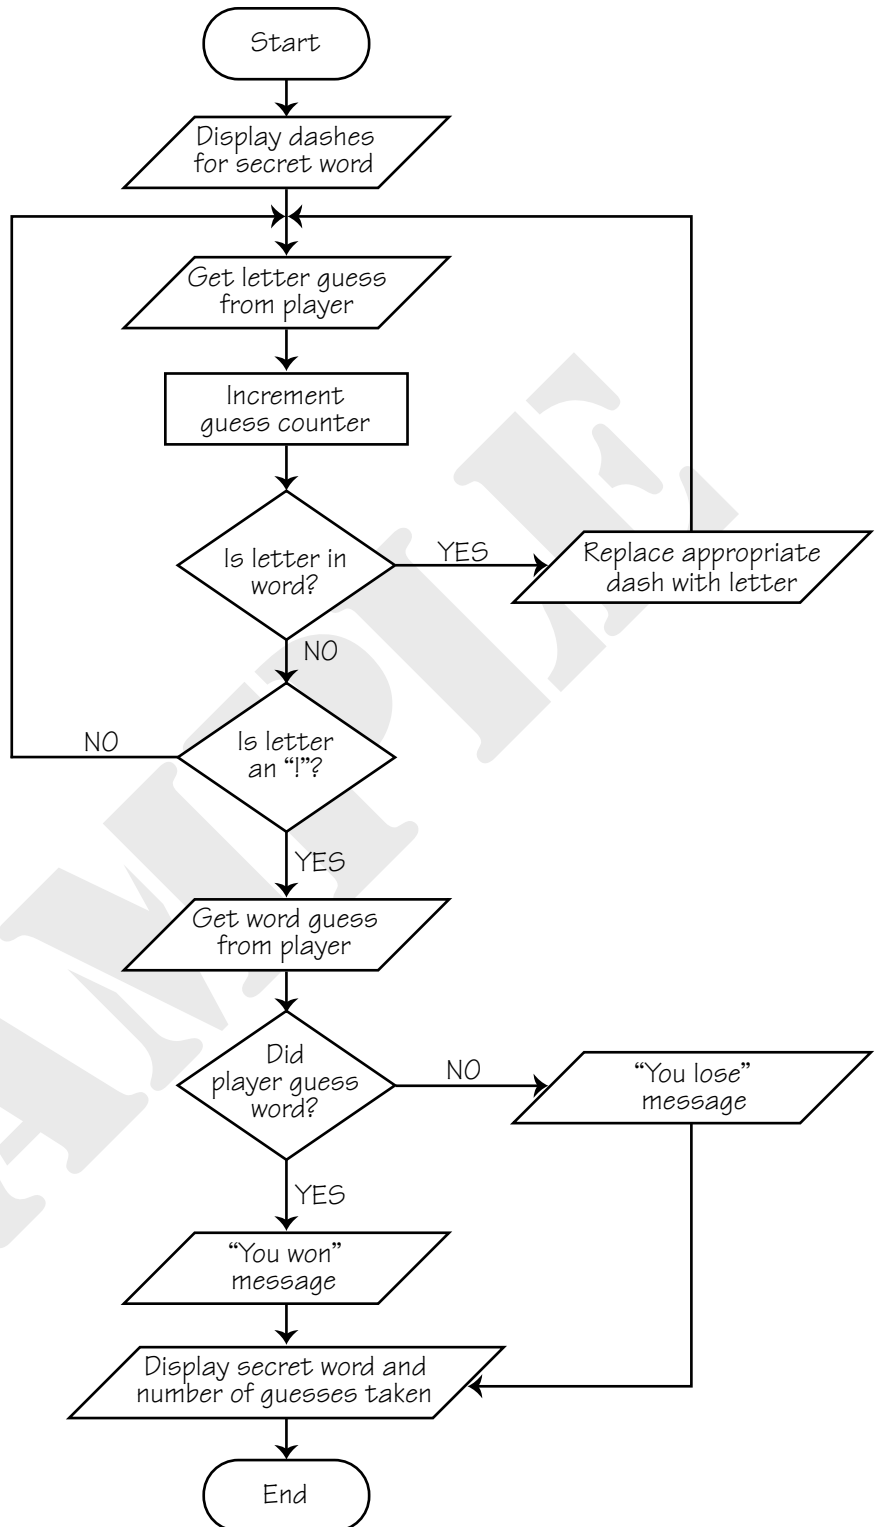 Start
Display dashes
for secret word
Get letter guess
from player
Increment
guess counter
Is letter in
word?
YES
Replace appropriate
dash with letter
NO
Is letter
an “!”?
NO
YES
Get word guess
from player
Did
player guess
word?
NO
“You lose”
message
YES
“You won”
message
Display secret word and
number of guesses taken
End
AMPLE